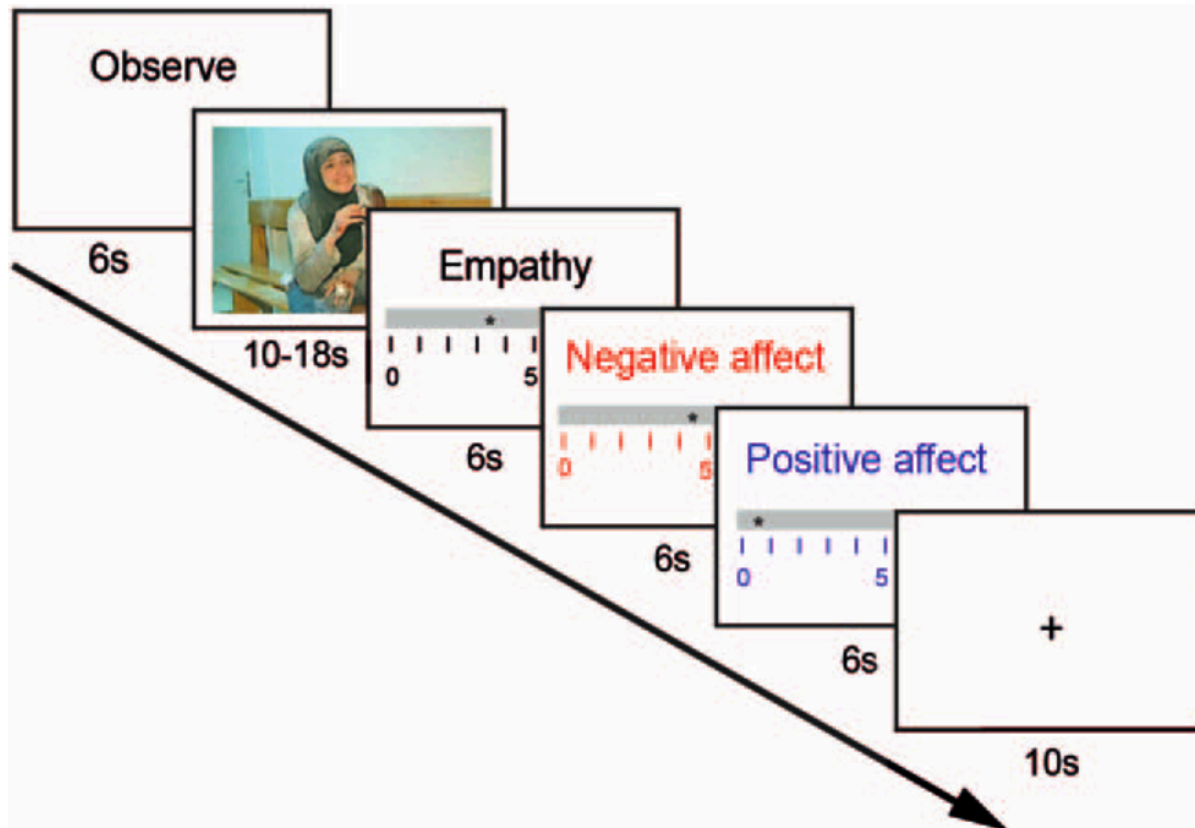 Observe
6s
10-18s
Empathy
*
0 5
6s
Negative affect
*
0 5
6s
Positive affect
*
0 5
6s
+
10s